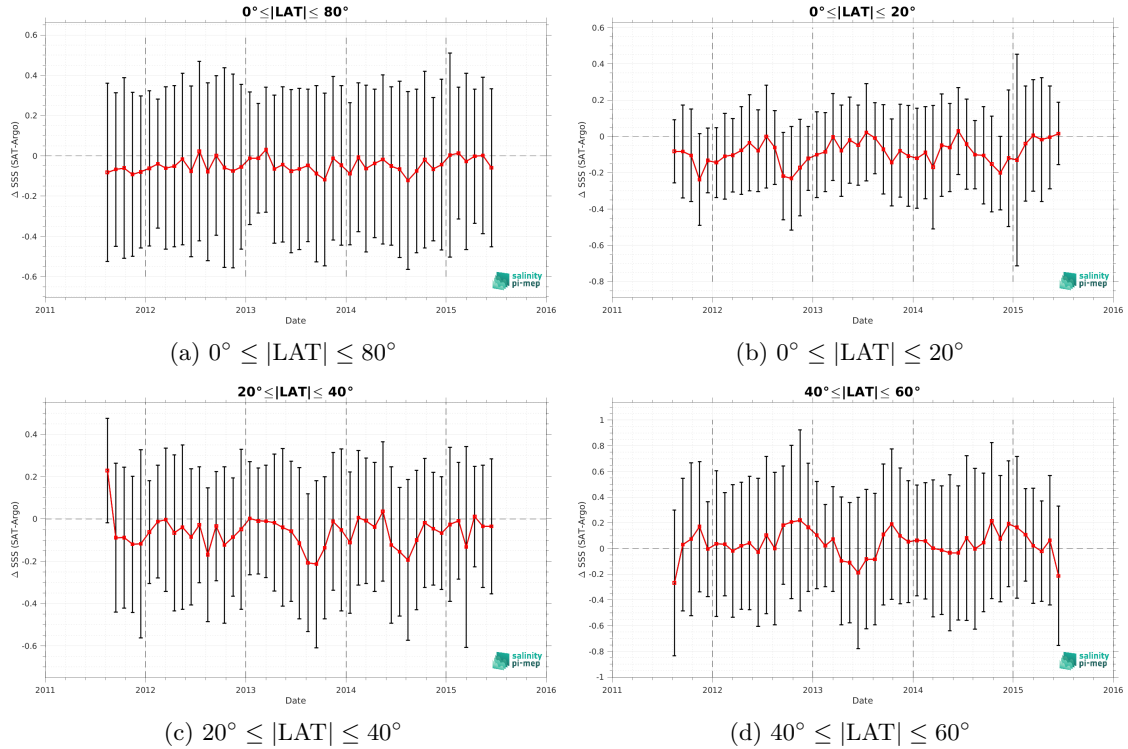 0°≤|LAT|≤ 80°
Δ SSS (SAT-Argo)
0.6
0.4
0.2
0
-0.2
-0.4
-0.6
2011 2012 2013 2014 2015 2016
Date
salinity
pi-mep
(a) 0° ≤ |LAT| ≤ 80°
0°≤|LAT|≤ 20°
Δ SSS (SAT-Argo)
0.6
0.4
0.2
0
-0.2
-0.4
-0.6
-0.8
2011 2012 2013 2014 2015 2016
Date
salinity
pi-mep
(b) 0° ≤ |LAT| ≤ 20°
20°≤|LAT|≤ 40°
Δ SSS (SAT-Argo)
0.4
0.2
0
-0.2
-0.4
-0.6
2011 2012 2013 2014 2015 2016
Date
salinity
pi-mep
(c) 20° ≤ |LAT| ≤ 40°
40°≤|LAT|≤ 60°
Δ SSS (SAT-Argo)
1
0.8
0.6
0.4
0.2
0
-0.2
-0.4
-0.6
-0.8
-1
2011 2012 2013 2014 2015 2016
Date
salinity
pi-mep
(d) 40° ≤ |LAT| ≤ 60°